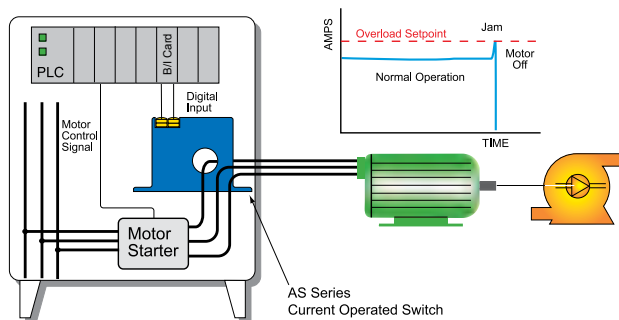 PLC
B/I Card
Digital
Input
Motor
Control
Signal
Motor
Starter
AS Series
Current Operated Switch
AMPS
Overload Setpoint
Jam
Motor
Off
Normal Operation
TIME